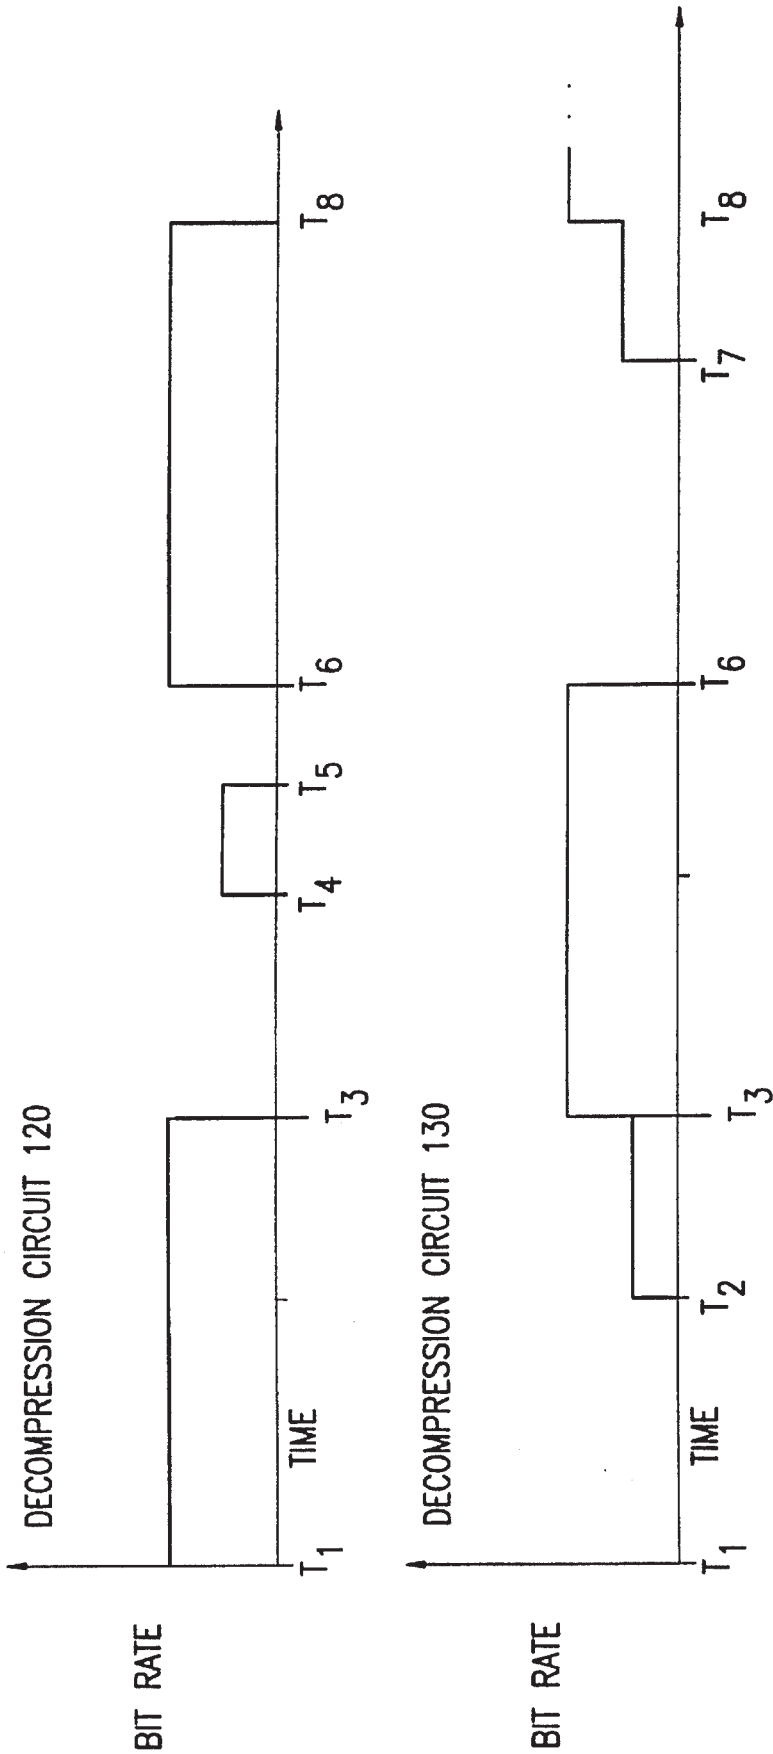 DECOMPRESSION CIRCUIT 120
BIT RATE
TIME
T1 T3 T4 T5 T6 T8
DECOMPRESSION CIRCUIT 130
BIT RATE
TIME
T1 T2 T3 T6 T7 T8